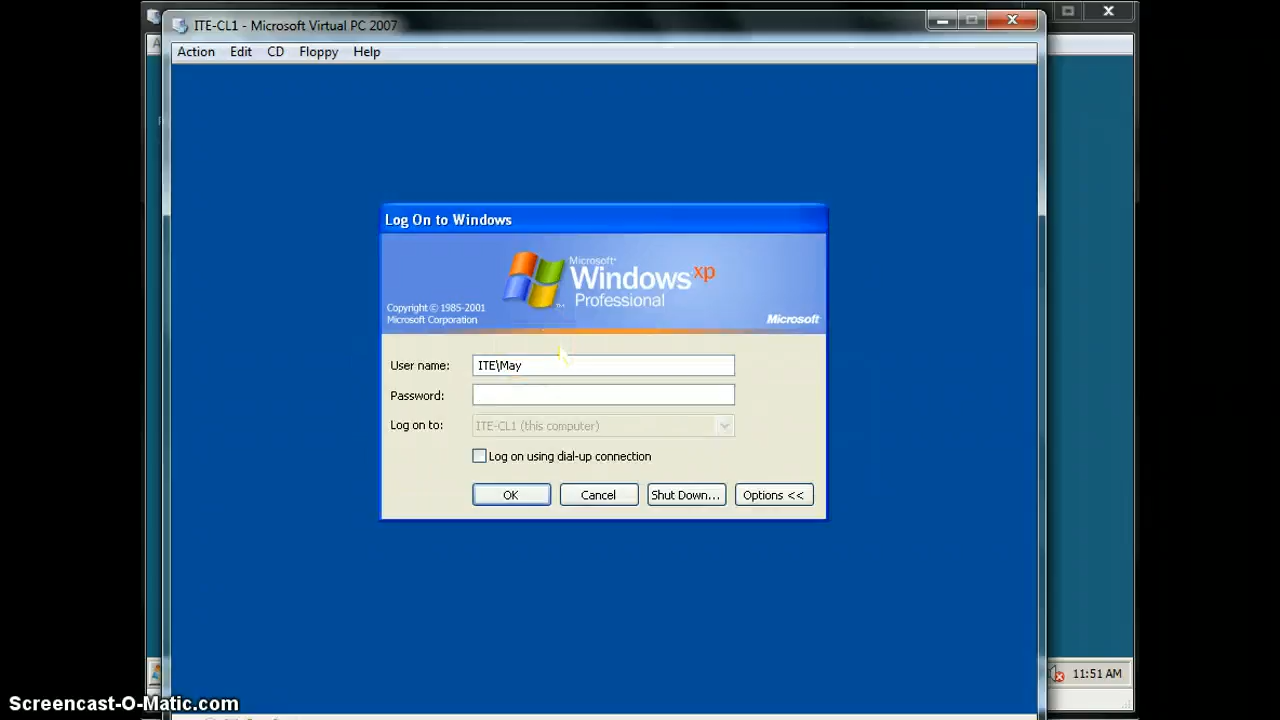 ITE-CL1 - Microsoft Virtual PC 2007
Action Edit CD Floppy Help
Log On to Windows
Microsoft
Windows xp
Professional
Copyright © 1985-2001
Microsoft Corporation
Microsoft
User name: ITE\May
Password:
Log on to: ITE-CL1 (this computer)
Log on using dial-up connection
OK Cancel Shut Down... Options <<
11:51 AM
Screencast-O-Matic.com